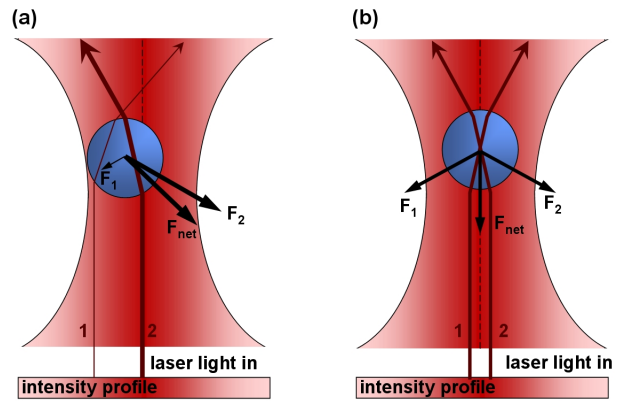 (a)
F1
F2
Fnet
1
2
laser light in
intensity profile
(b)
F1
F2
Fnet
1
2
laser light in
intensity profile